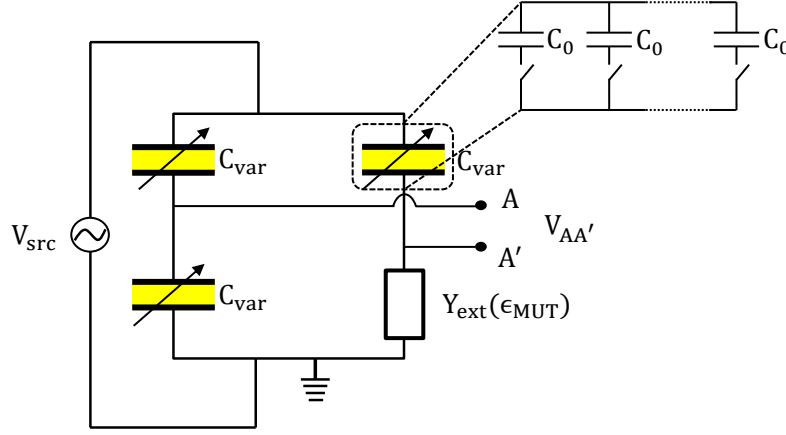 C₀ C₀ C₀
C_var C_var
A
V_src V_AA′
A′
C_var Y_ext(ϵ_MUT)